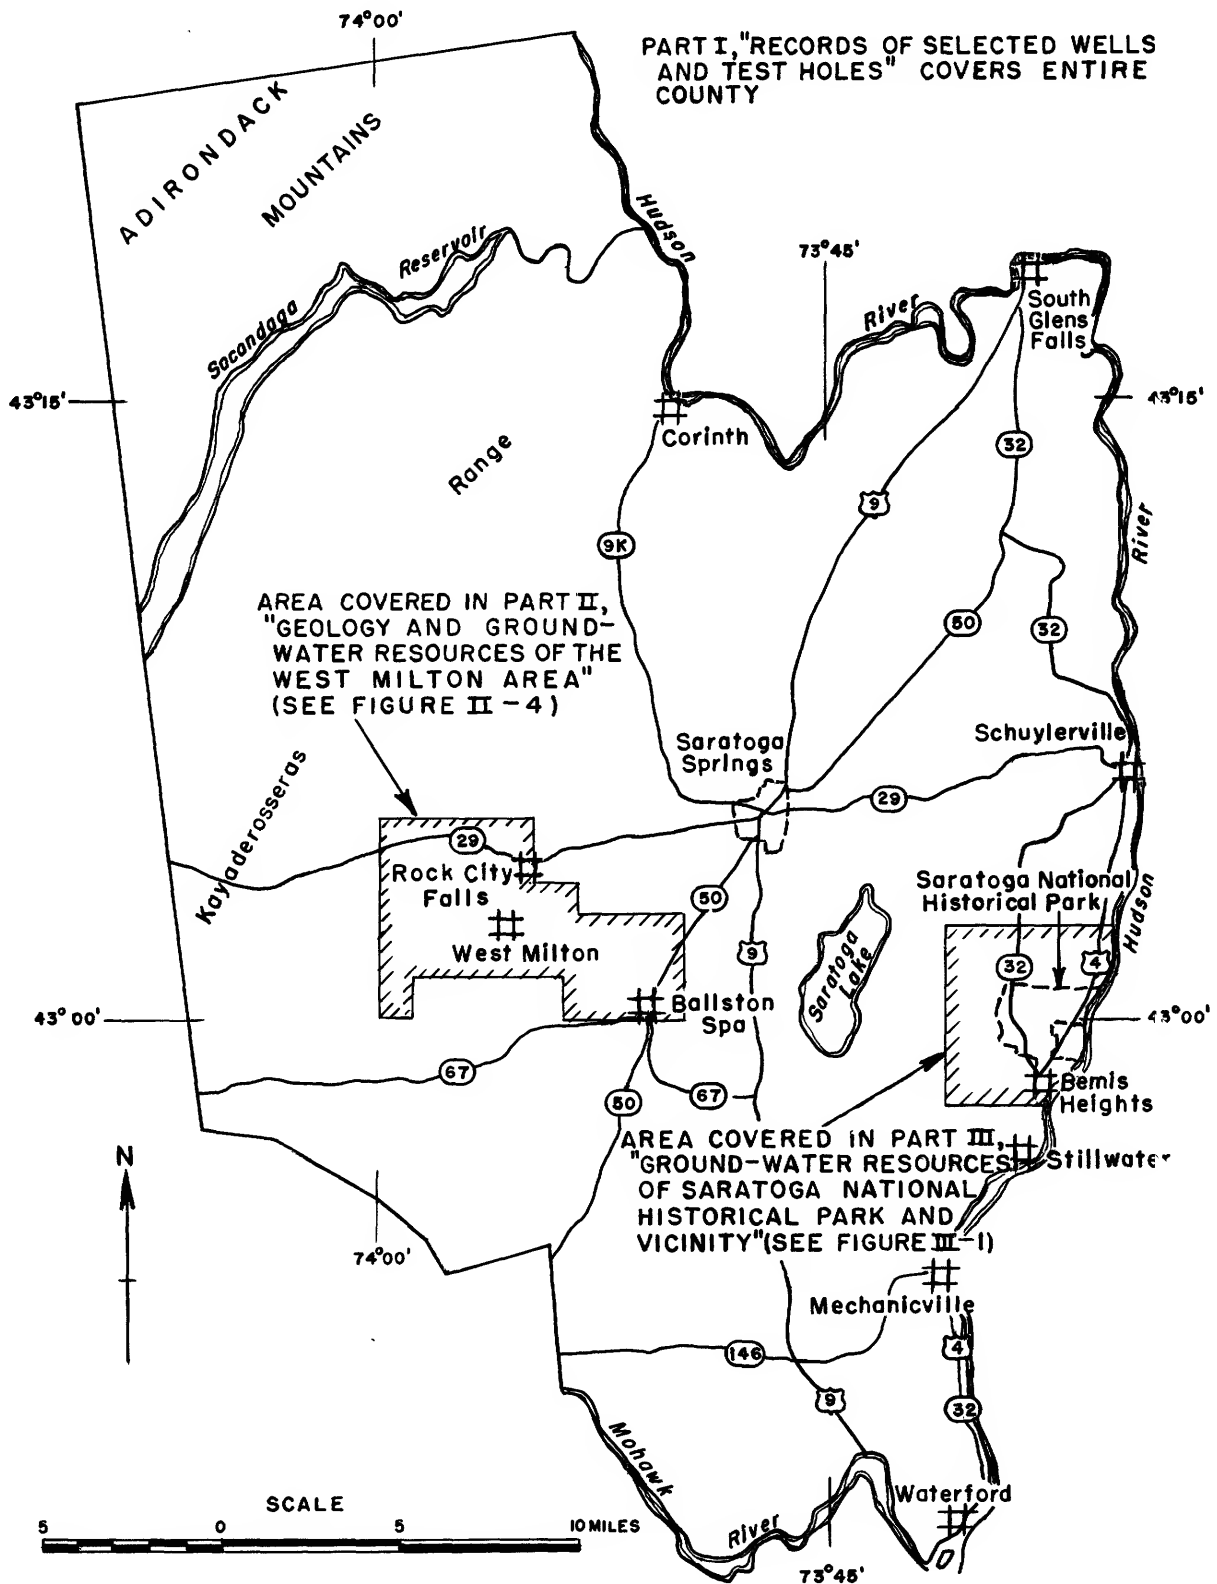 74°00'
PART I, "RECORDS OF SELECTED WELLS
AND TEST HOLES" COVERS ENTIRE
COUNTY
ADIRONDACK
MOUNTAINS
Hudson
Reservoir
Sacondaga
73°45'
River
South
Glens
Falls
43°15'
43°15'
Corinth
Range
32
9
9K
River
AREA COVERED IN PART II,
"GEOLOGY AND GROUND-
WATER RESOURCES OF THE
WEST MILTON AREA"
(SEE FIGURE II-4)
50
32
Schuylerville
Saratoga
Springs
29
Kayaderosseras
29
Rock City
Falls
West Milton
50
9
Saratoga
Lake
Saratoga National
Historical Park
Hudson
32
4
43°00'
Ballston
Spa
43°00'
67
50
67
Bemis
Heights
AREA COVERED IN PART III,
"GROUND-WATER RESOURCES
OF SARATOGA NATIONAL
HISTORICAL PARK AND
VICINITY" (SEE FIGURE III-1)
Stillwater
N
74°00'
Mechanicville
146
4
9
32
Mohawk
River
Waterford
SCALE
5 0 5 10 MILES
73°45'